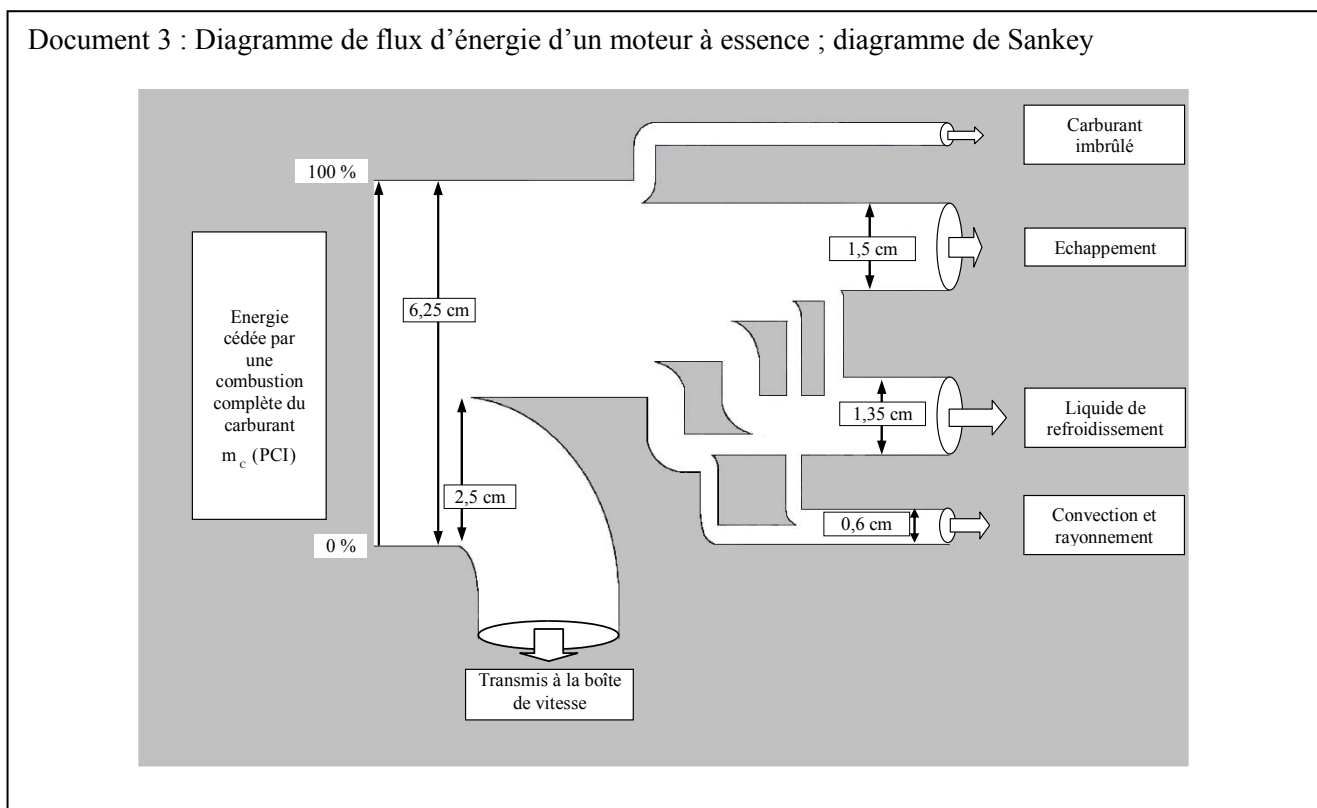 Document 3 : Diagramme de flux d’énergie d’un moteur à essence ; diagramme de Sankey
Carburant
imbrûlé
100 %
1,5 cm
Echappement
6,25 cm
Energie
cédée par
une
combustion
complète du
carburant
m c (PCI)
1,35 cm
Liquide de
refroidissement
2,5 cm
0,6 cm
Convection et
rayonnement
0 %
Transmis à la boîte
de vitesse